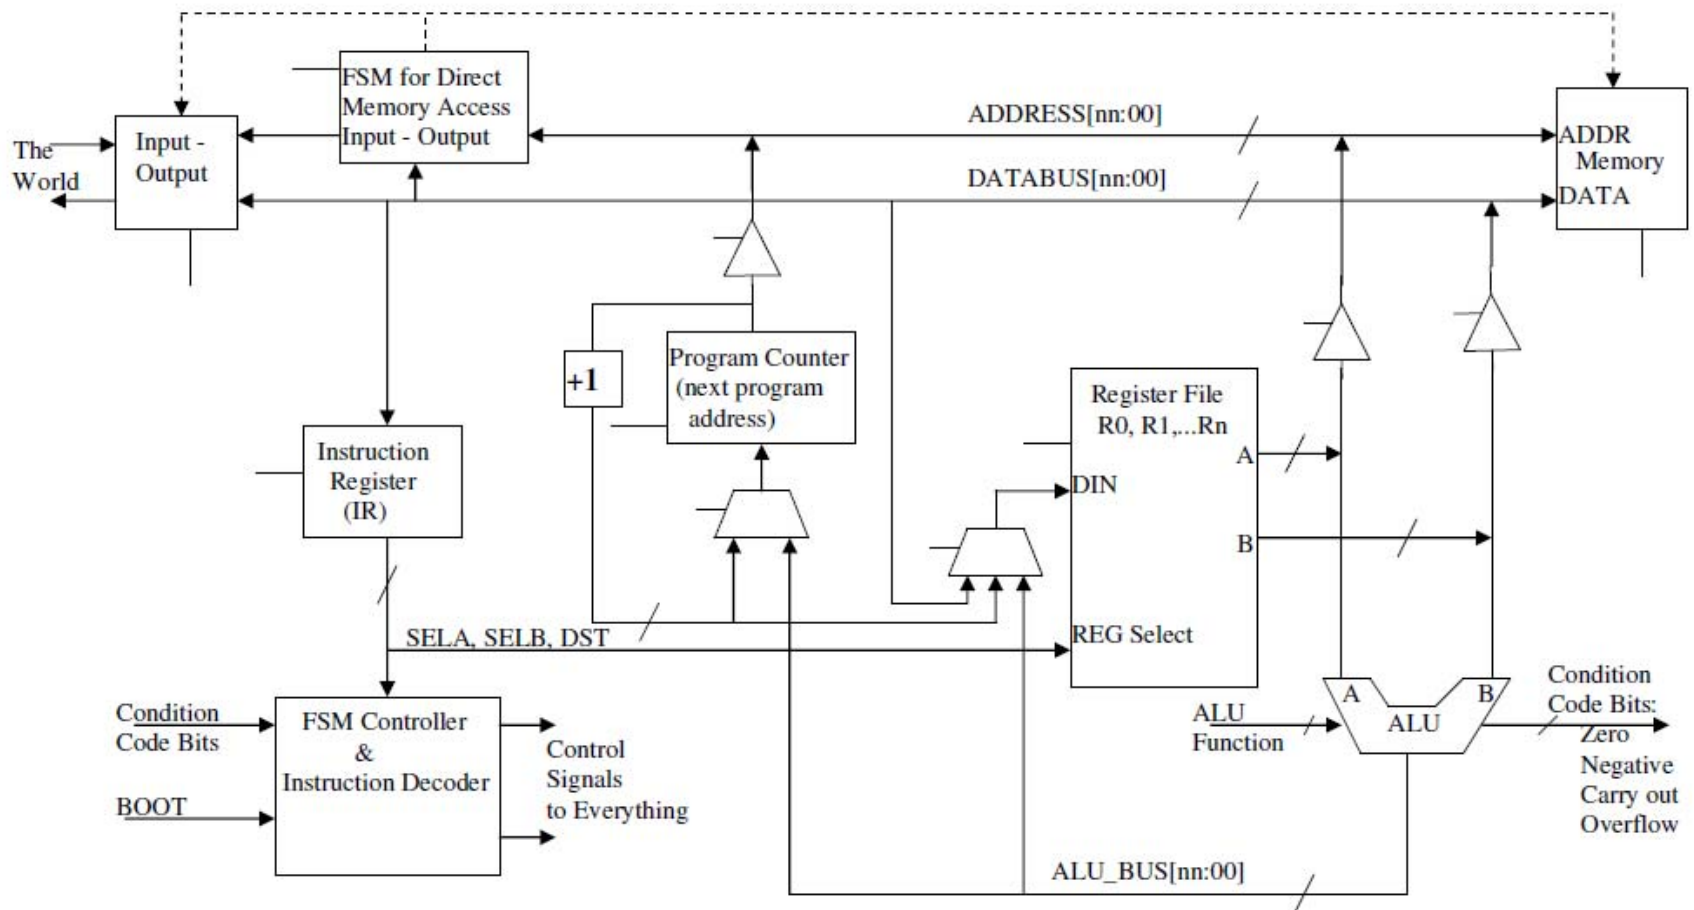 FSM for Direct
Memory Access
Input - Output
ADDRESS[nn:00]
ADDR
Memory
DATA
The
World
Input -
Output
DATABUS[nn:00]
+1
Program Counter
(next program
address)
Register File
R0, R1,...Rn
A
DIN
B
REG Select
Instruction
Register
(IR)
SELA, SELB, DST
Condition
Code Bits
BOOT
FSM Controller
&
Instruction Decoder
Control
Signals
to Everything
ALU
Function
A
B
ALU
Condition
Code Bits:
Zero
Negative
Carry out
Overflow
ALU_BUS[nn:00]